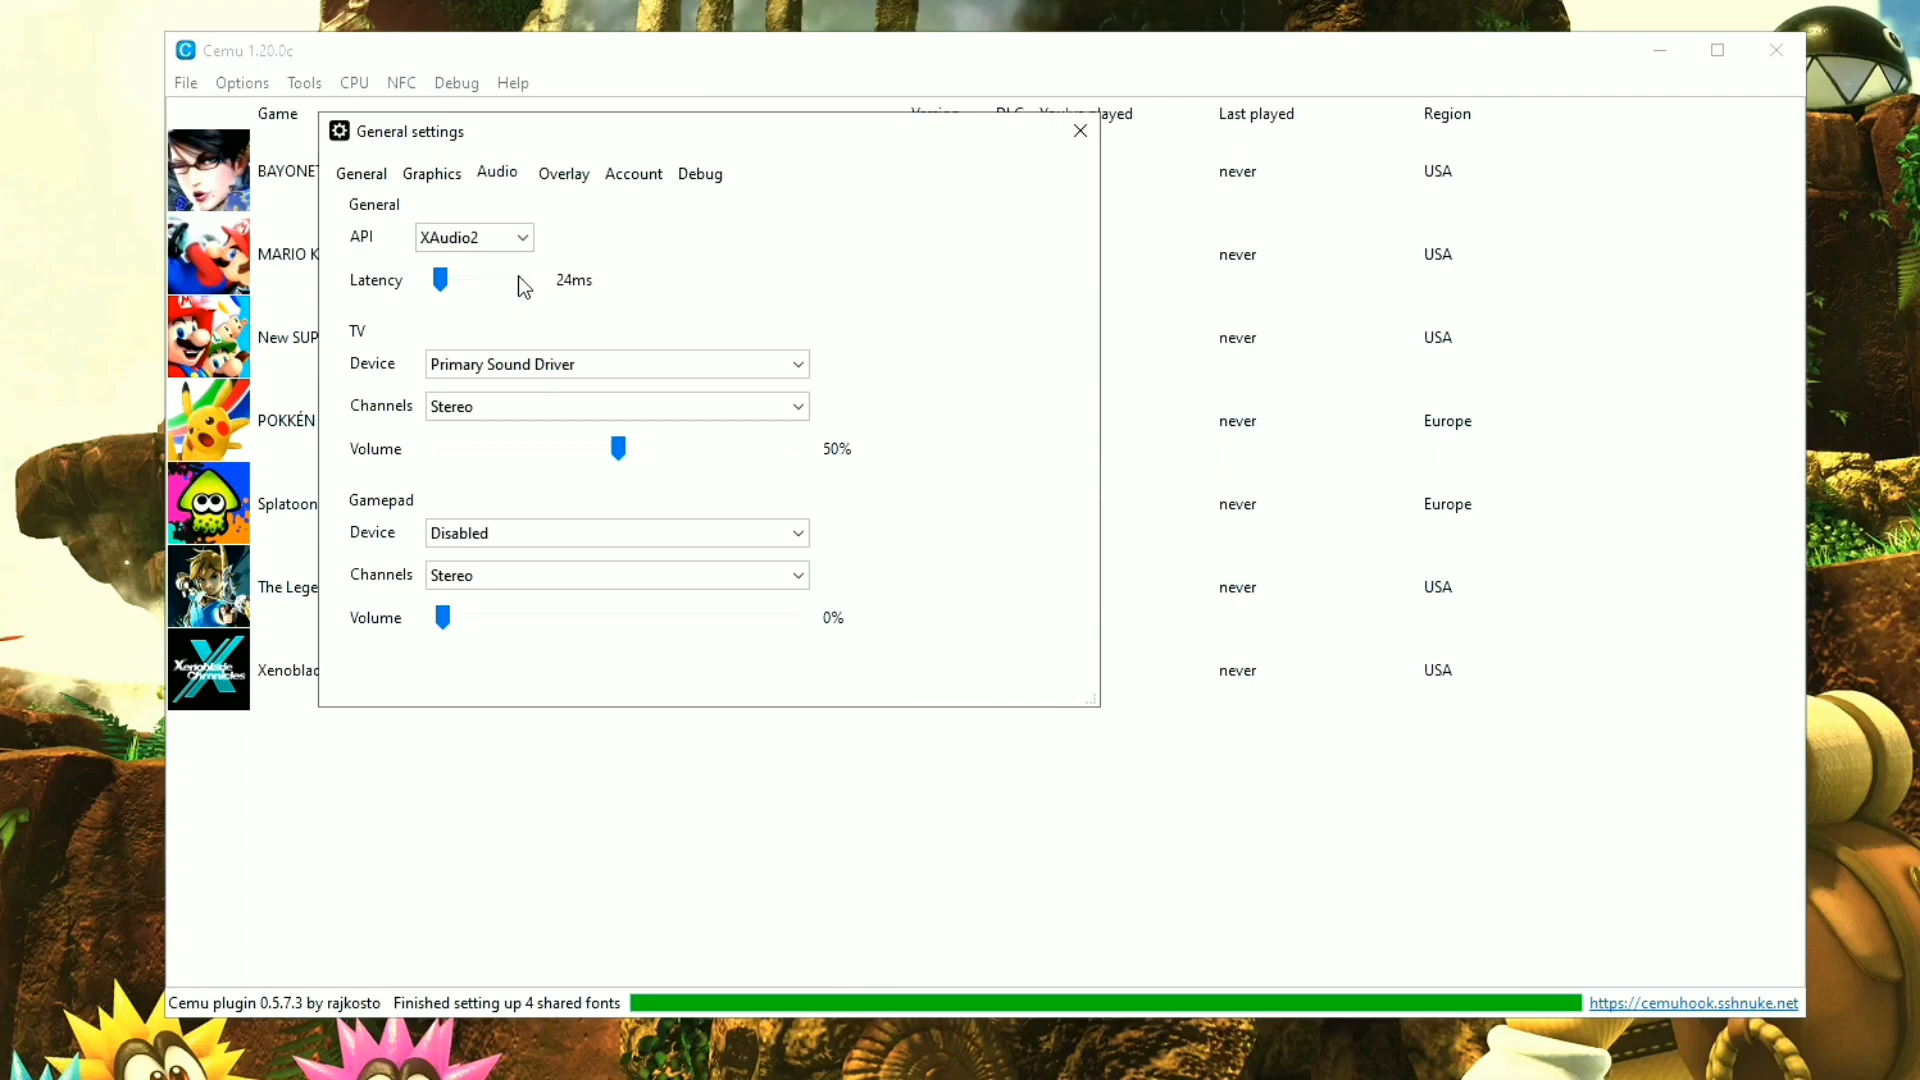 Cemu 1.20.0c
File Options Tools CPU NFC Debug Help
Game Last played Region
General settings
General Graphics Audio Overlay Account Debug
General
API XAudio2
Latency 24ms
TV
Device Primary Sound Driver
Channels Stereo
Volume 50%
Gamepad
Device Disabled
Channels Stereo
Volume 0%
BAYONET never USA
MARIO K never USA
New SUP never USA
POKKÉN never Europe
Splatoon never Europe
The Lege never USA
Xenoblade Chronicles X
Xenoblad never USA
Cemu plugin 0.5.7.3 by rajkosto Finished setting up 4 shared fonts https://cemuhook.sshnuke.net